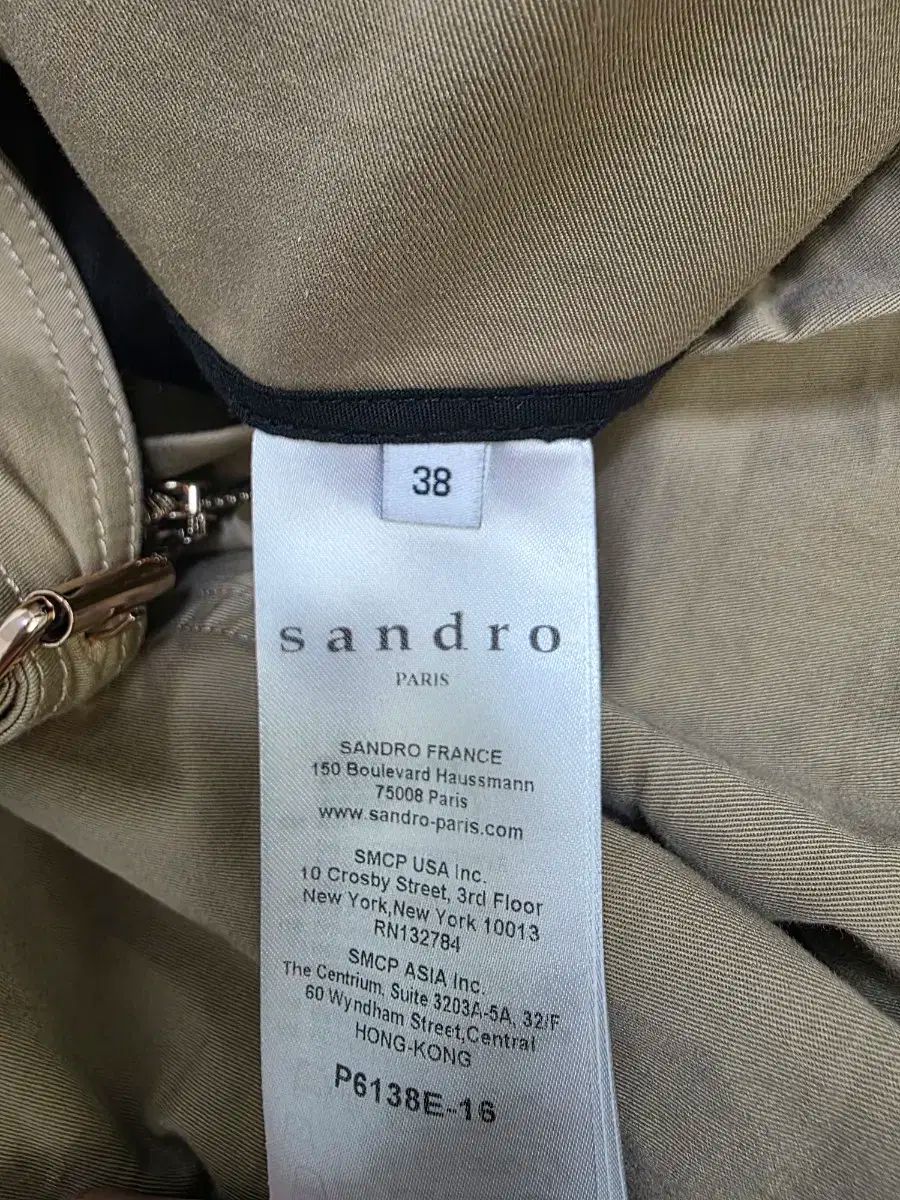 38
sandro
PARIS
SANDRO FRANCE
150 Boulevard Haussmann
75008 Paris
www.sandro-paris.com
SMCP USA Inc.
10 Crosby Street, 3rd Floor
New York,New York 10013
RN132784
SMCP ASIA Inc.
The Centrium, Suite 3203A-5A, 32/F
60 Wyndham Street,Central
HONG-KONG
P6138E-16